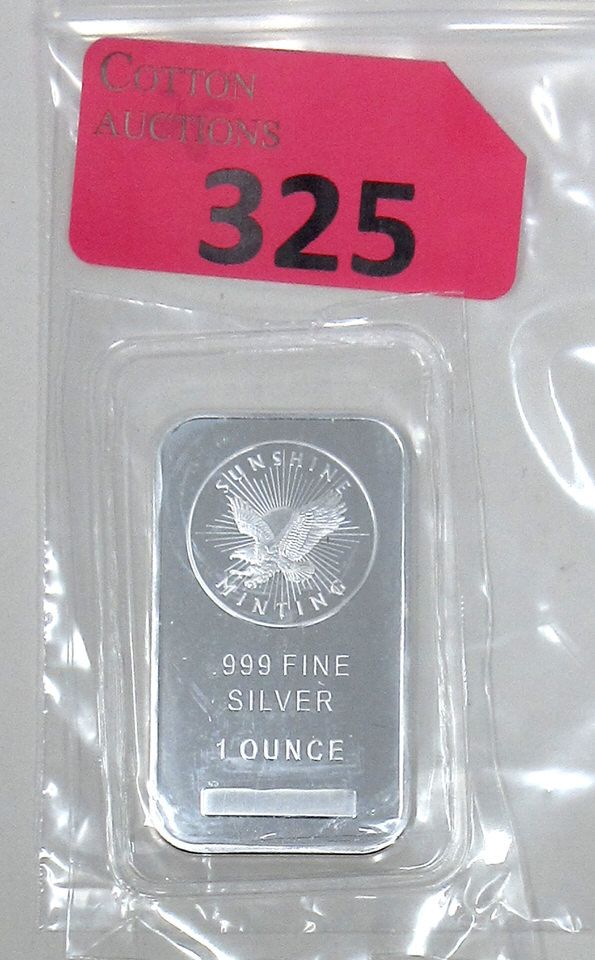 COTTON
AUCTIONS
325
SUNSHINE
MINTING
.999 FINE
SILVER
1 OUNCE